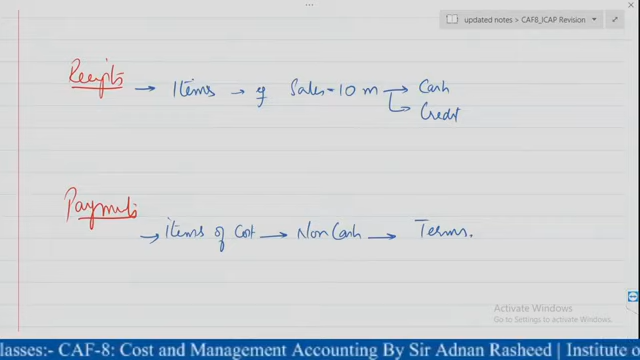 updated notes > CAF8_ICAP Revision
Receipts → Items → of Sales = 10 m → Cash
→ Credit
Payments
→ Items of Cost → Non Cash → Terms.
Activate Windows
Go to Settings to activate Windows.
lasses:- CAF-8: Cost and Management Accounting By Sir Adnan Rasheed | Institute o